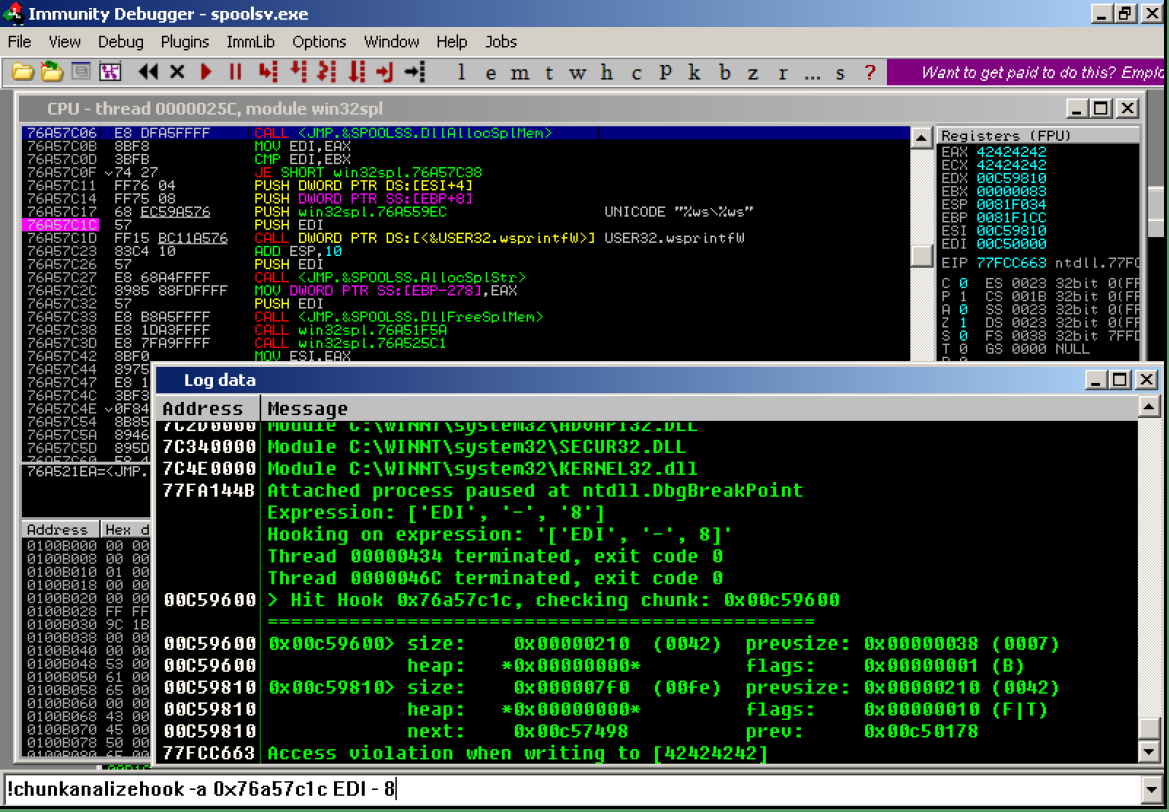 Immunity Debugger - spoolsv.exe
File View Debug Plugins ImmLib Options Window Help Jobs
l e m t w h c P k b z r ... s ?
Want to get paid to do this? Emplo
CPU - thread 0000025C, module win32spl
76A57C06 E8 DFA5FFFF CALL <JMP.&SPOOLSS.DllAllocSplMem>
76A57C0B 8BF8 MOV EDI,EAX
76A57C0D 3BFB CMP EDI,EBX
76A57C0F 74 27 JE SHORT win32spl.76A57C38
76A57C11 FF76 04 PUSH DWORD PTR DS:[ESI+4]
76A57C14 FF75 08 PUSH DWORD PTR SS:[EBP+8]
76A57C17 68 EC59A576 PUSH win32spl.76A559EC UNICODE "%ws\%ws"
76A57C1C 57 PUSH EDI
76A57C1D FF15 BC11A576 CALL DWORD PTR DS:[<&USER32.wsprintfW>] USER32.wsprintfW
76A57C23 83C4 10 ADD ESP,10
76A57C26 57 PUSH EDI
76A57C27 E8 68A4FFFF CALL <JMP.&SPOOLSS.AllocSplStr>
76A57C2C 8985 88FDFFFF MOV DWORD PTR SS:[EBP-278],EAX
76A57C32 57 PUSH EDI
76A57C33 E8 B8A5FFFF CALL <JMP.&SPOOLSS.DllFreeSplMem>
76A57C38 E8 1DA3FFFF CALL win32spl.76A51F5A
76A57C3D E8 7FA9FFFF CALL win32spl.76A525C1
76A57C42 8BF0 MOV ESI,EAX
76A57C44 8975
76A57C47 E8 1
76A57C4C 3BF3
76A57C4E 0F84
76A57C54 8B85
76A57C5A 8946
76A57C5D 895D
76A521EA=<JMP.
Registers (FPU)
EAX 42424242
ECX 42424242
EDX 00C59810
EBX 00000083
ESP 0081F034
EBP 0081F1CC
ESI 00C59810
EDI 00C50000
EIP 77FCC663 ntdll.77FC
C 0 ES 0023 32bit 0(FF
P 1 CS 001B 32bit 0(FF
A 0 SS 0023 32bit 0(FF
Z 1 DS 0023 32bit 0(FF
S 0 FS 0038 32bit 7FFD
T 0 GS 0000 NULL
Address Hex d
0100B000 00 00
0100B008 00 00
0100B010 01 00
0100B018 00 00
0100B020 00 00
0100B028 FF FF
0100B030 9C 1B
0100B038 00 00
0100B040 00 00
0100B048 53 00
0100B050 61 00
0100B058 65 00
0100B060 00 00
0100B068 43 00
0100B070 45 00
0100B078 50 00
Log data
Address Message
7C2D0000 Module C:\WINNT\system32\ADVAPI32.DLL
7C340000 Module C:\WINNT\system32\SECUR32.DLL
7C4E0000 Module C:\WINNT\system32\KERNEL32.dll
77FA144B Attached process paused at ntdll.DbgBreakPoint
Expression: ['EDI', '-', '8']
Hooking on expression: '['EDI', '-', 8]'
Thread 00000434 terminated, exit code 0
Thread 0000046C terminated, exit code 0
00C59600 > Hit Hook 0x76a57c1c, checking chunk: 0x00c59600
================================================
00C59600 0x00c59600> size: 0x00000210 (0042) prevsize: 0x00000038 (0007)
00C59600 heap: *0x00000000* flags: 0x00000001 (B)
00C59810 0x00c59810> size: 0x000007f0 (00fe) prevsize: 0x00000210 (0042)
00C59810 heap: *0x00000000* flags: 0x00000010 (F|T)
00C59810 next: 0x00c57498 prev: 0x00c50178
77FCC663 Access violation when writing to [42424242]
!chunkanalizehook -a 0x76a57c1c EDI - 8